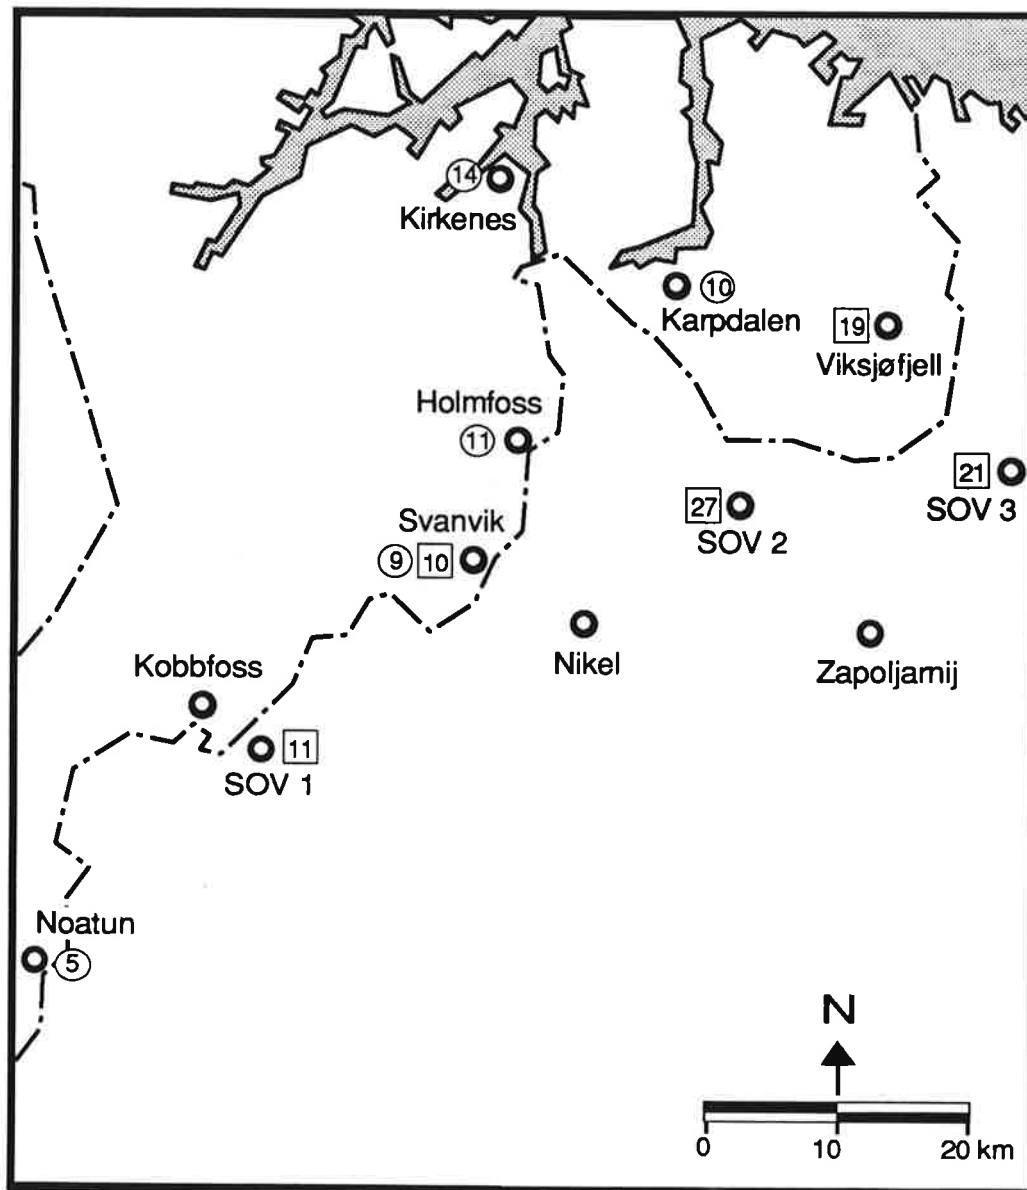 14
Kirkenes
10
Karpdalen
19
Viksjøfjell
Holmfoss
11
21
SOV 3
27
SOV 2
Svanvik
9 10
Nikel
Zapoljarnij
Kobbfoss
11
SOV 1
Noatun
5
N
0 10 20 km